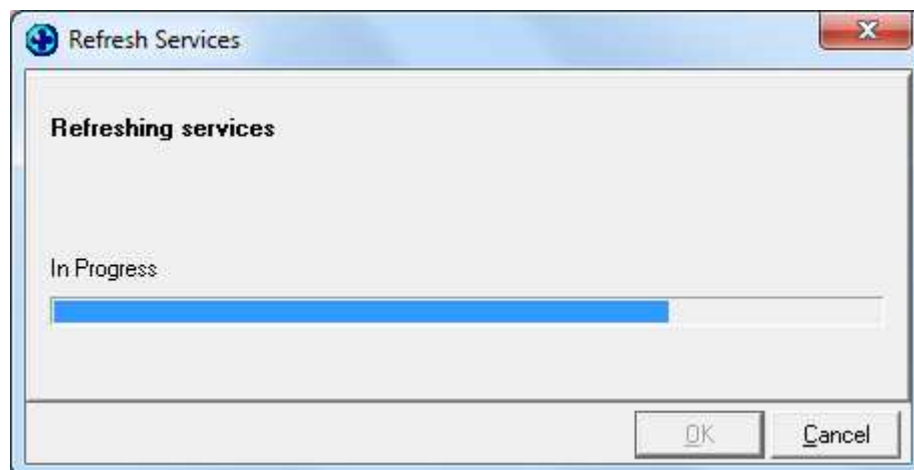 Refresh Services
Refreshing services
In Progress
OK
Cancel